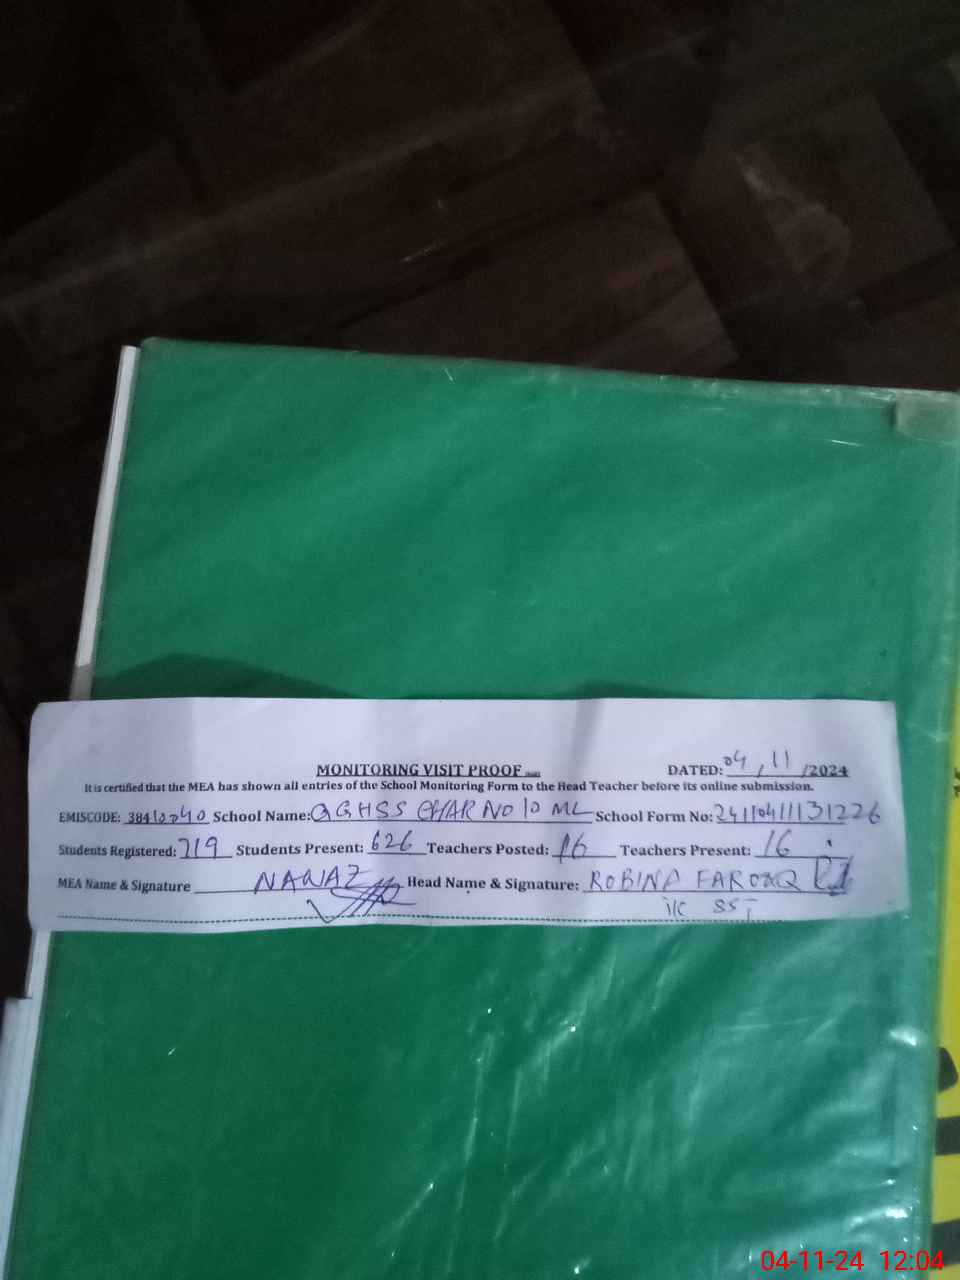 MONITORING VISIT PROOF
DATED: 04/11/2024
It is certified that the MEA has shown all entries of the School Monitoring Form to the Head Teacher before its online submission.
EMISCODE: 38410040 School Name: GGHSS CHAK NO 10 ML School Form No: 2411041131226
Students Registered: 719 Students Present: 626 Teachers Posted: 16 Teachers Present: 16
MEA Name & Signature NAWAZ Head Name & Signature: ROBINA FAROOQ
i/c SST
04-11-24 12:04